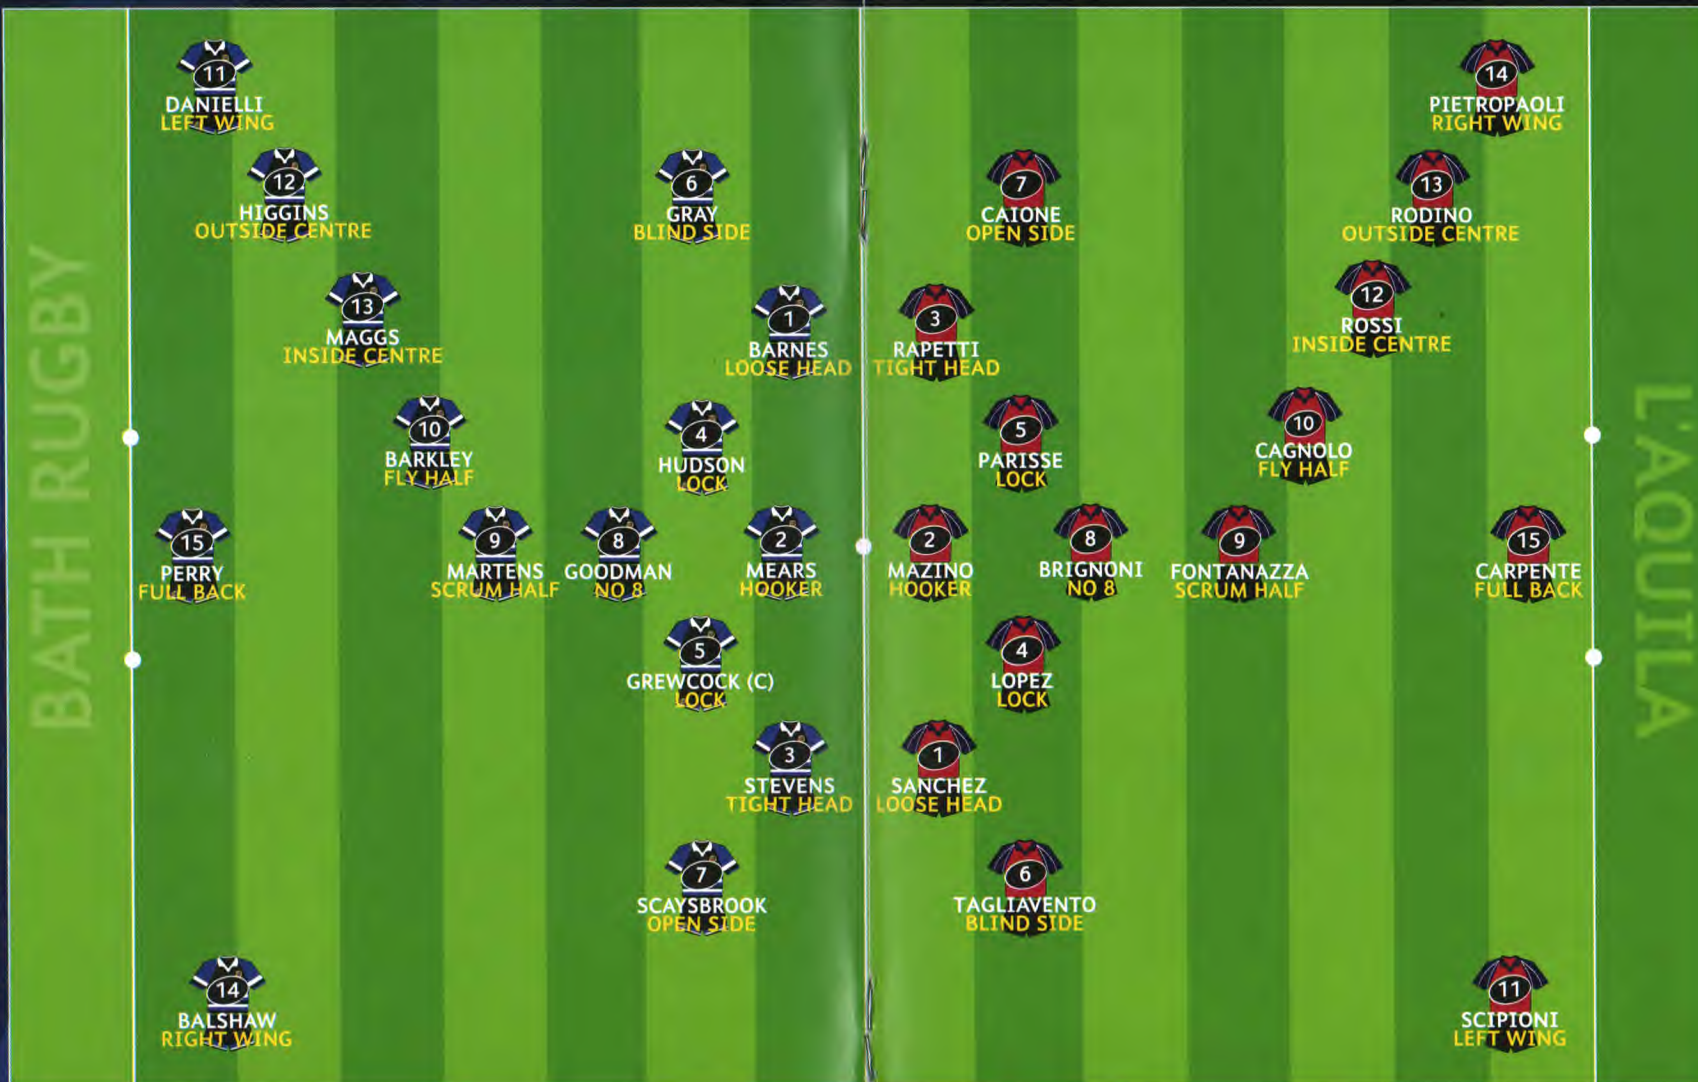 BATH RUGBY
11
DANIELLI
LEFT WING
12
HIGGINS
OUTSIDE CENTRE
13
MAGGS
INSIDE CENTRE
10
BARKLEY
FLY HALF
15
PERRY
FULL BACK
9
MARTENS
SCRUM HALF
14
BALSHAW
RIGHT WING
6
GRAY
BLIND SIDE
1
BARNES
LOOSE HEAD
4
HUDSON
LOCK
8
GOODMAN
NO 8
2
MEARS
HOOKER
5
GREWCOCK (C)
LOCK
3
STEVENS
TIGHT HEAD
7
SCAYSBROOK
OPEN SIDE
7
CAIONE
OPEN SIDE
3
RAPETTI
TIGHT HEAD
5
PARISSE
LOCK
2
MAZINO
HOOKER
8
BRIGNONI
NO 8
4
LOPEZ
LOCK
1
SANCHEZ
LOOSE HEAD
6
TAGLIAVENTO
BLIND SIDE
14
PIETROPAOLI
RIGHT WING
13
RODINO
OUTSIDE CENTRE
12
ROSSI
INSIDE CENTRE
10
CAGNOLO
FLY HALF
9
FONTANAZZA
SCRUM HALF
15
CARPENTE
FULL BACK
11
SCIPIONI
LEFT WING
L'AQUILA